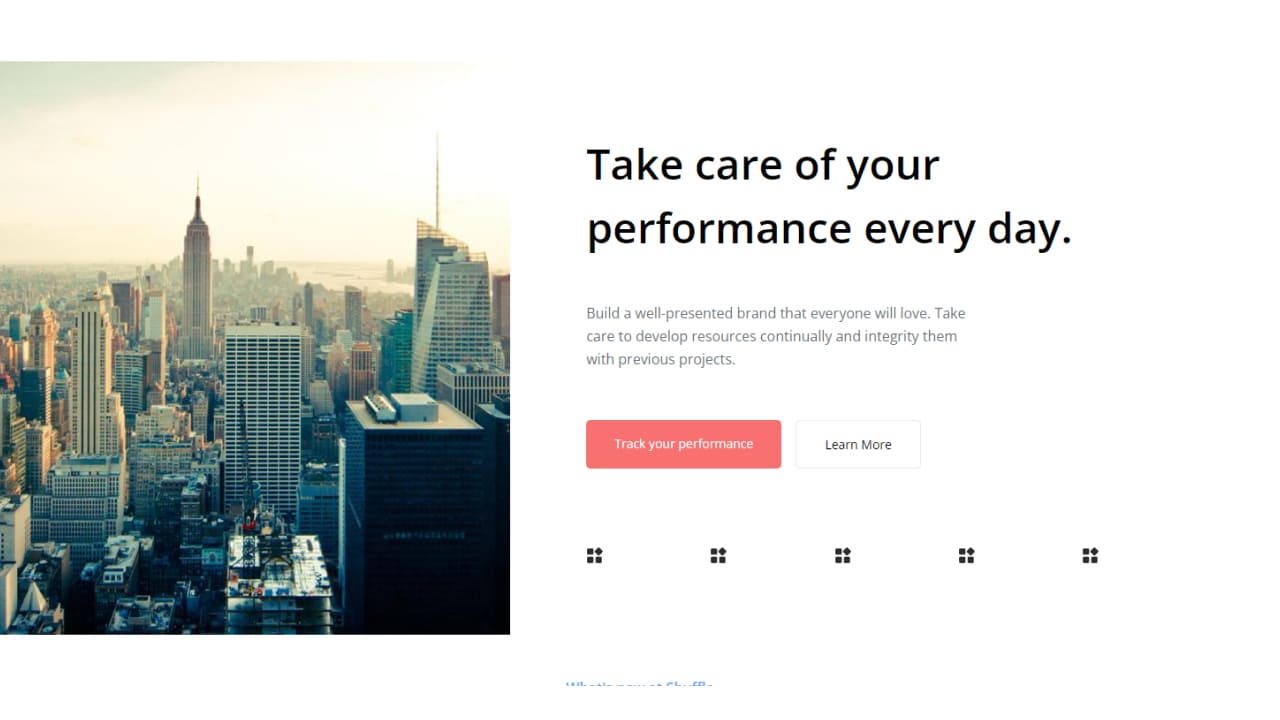 Take care of your
performance every day.
Build a well-presented brand that everyone will love. Take
care to develop resources continually and integrity them
with previous projects.
Track your performance
Learn More
What's new at Shuffle